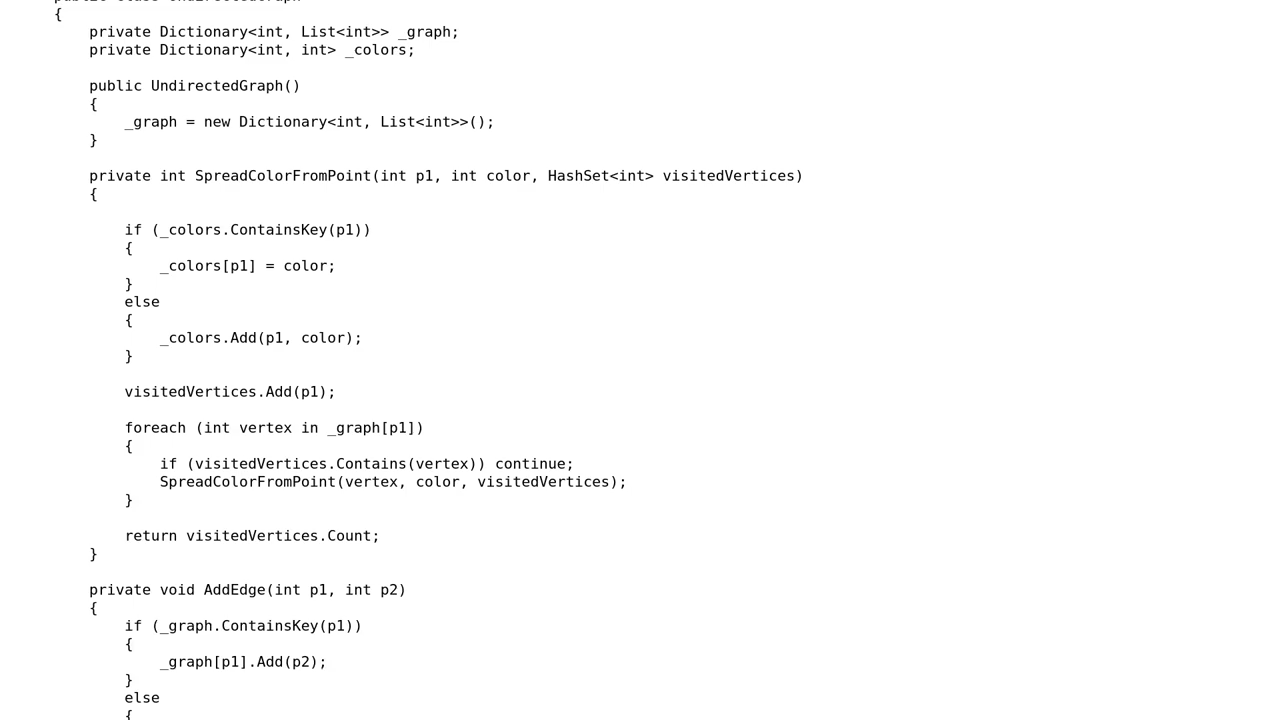 {
private Dictionary<int, List<int>> _graph;
private Dictionary<int, int> _colors;
public UndirectedGraph()
{
_graph = new Dictionary<int, List<int>>();
}
private int SpreadColorFromPoint(int p1, int color, HashSet<int> visitedVertices)
{
if (_colors.ContainsKey(p1))
{
_colors[p1] = color;
}
else
{
_colors.Add(p1, color);
}
visitedVertices.Add(p1);
foreach (int vertex in _graph[p1])
{
if (visitedVertices.Contains(vertex)) continue;
SpreadColorFromPoint(vertex, color, visitedVertices);
}
return visitedVertices.Count;
}
private void AddEdge(int p1, int p2)
{
if (_graph.ContainsKey(p1))
{
_graph[p1].Add(p2);
}
else
{